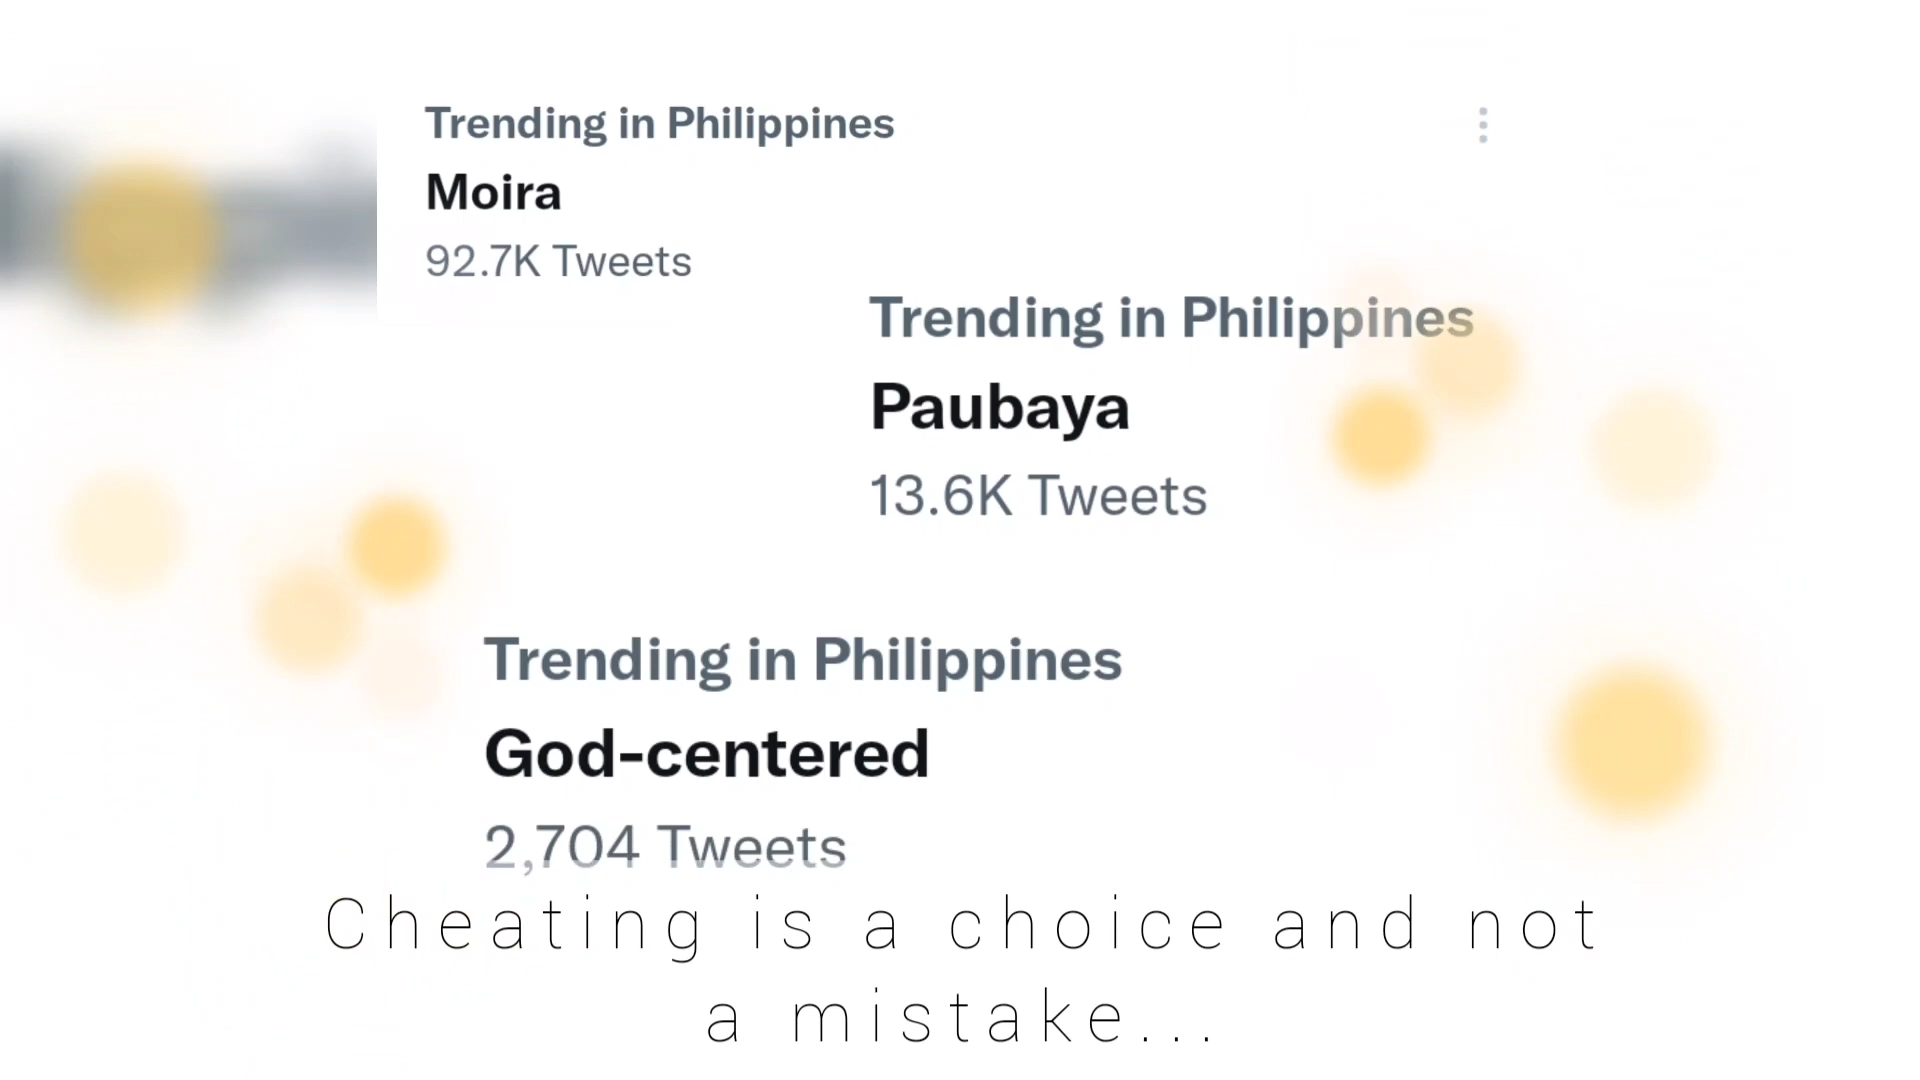 Trending in Philippines
Moira
92.7K Tweets
Trending in Philippines
Paubaya
13.6K Tweets
Trending in Philippines
God-centered
2,704 Tweets
Cheating is a choice and not
a mistake...